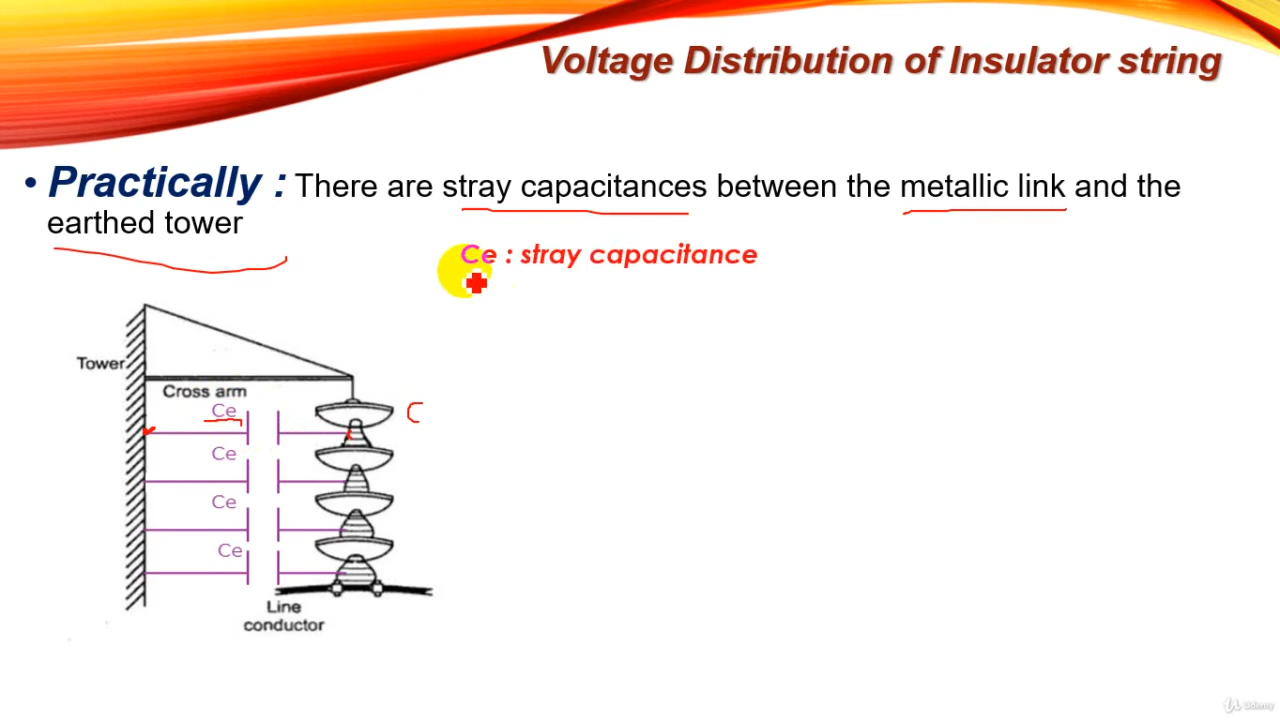 Voltage Distribution of Insulator string
• Practically : There are stray capacitances between the metallic link and the
earthed tower
Ce : stray capacitance
Tower
Cross arm
Ce
C
Ce
Ce
Ce
Line
conductor
Udemy